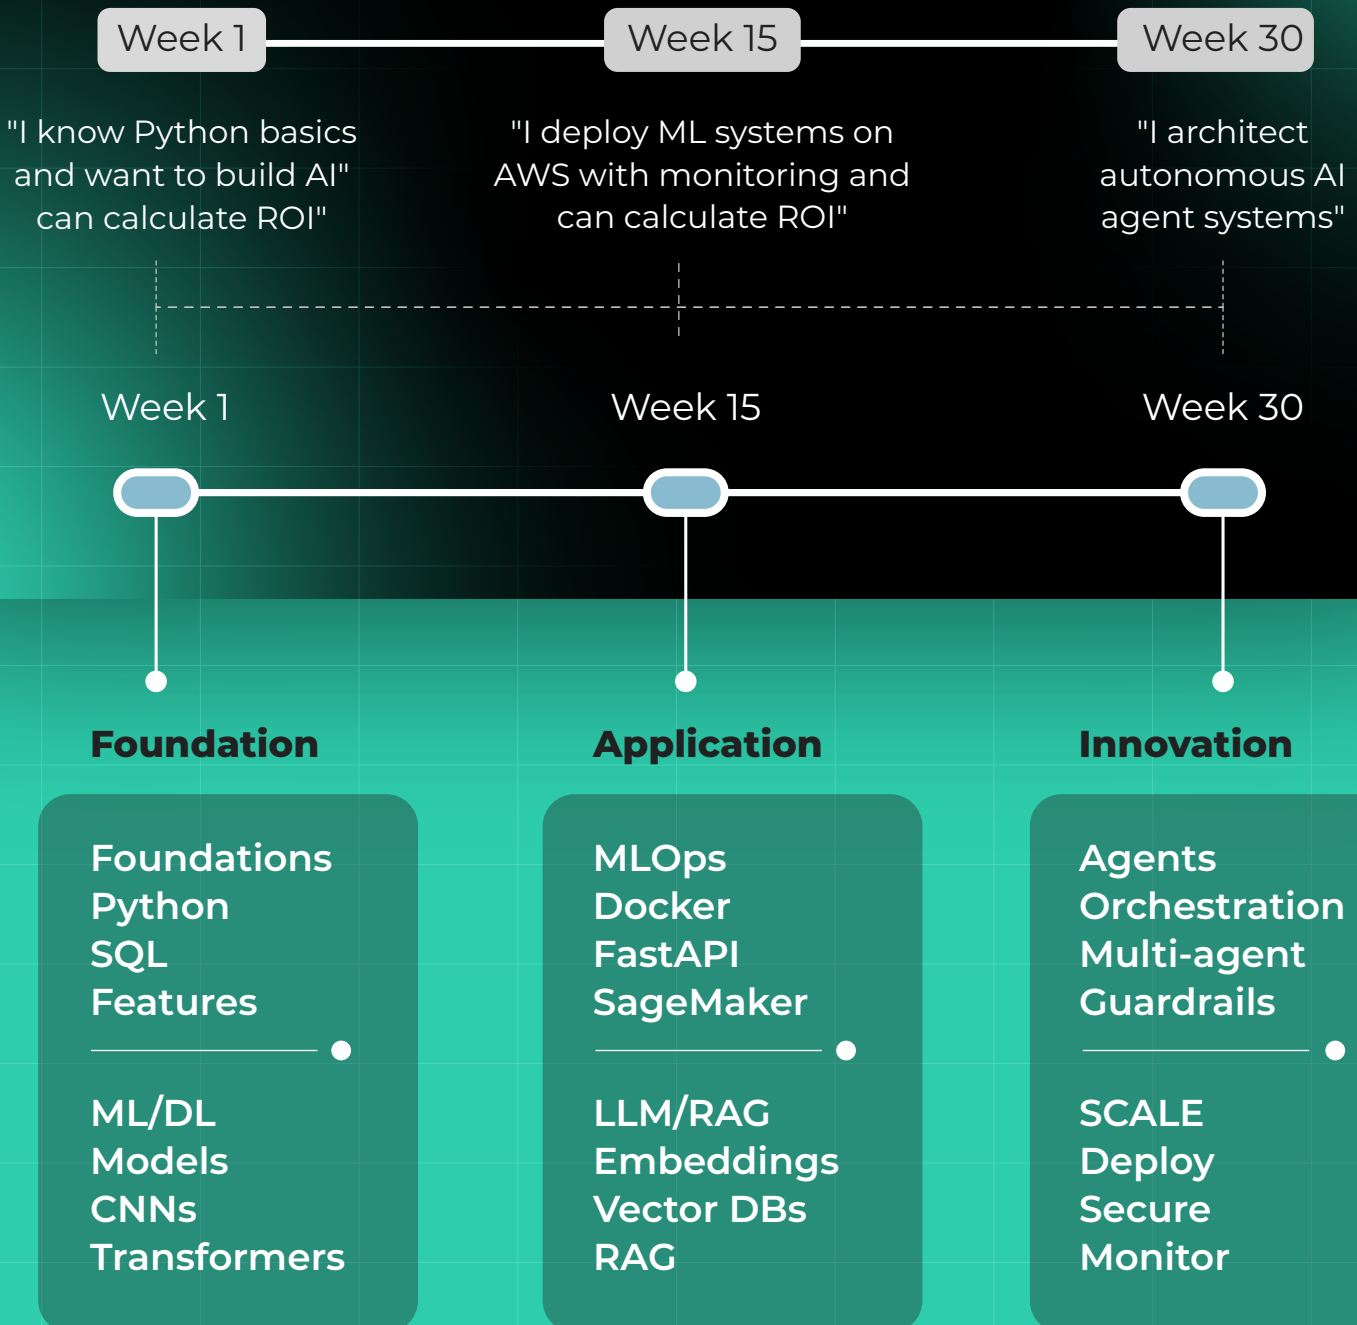 Week 1
Week 15
Week 30
"I know Python basics
and want to build AI"
can calculate ROI"
"I deploy ML systems on
AWS with monitoring and
can calculate ROI"
"I architect
autonomous AI
agent systems"
Week 1
Week 15
Week 30
Foundation
Foundations
Python
SQL
Features
ML/DL
Models
CNNs
Transformers
Application
MLOps
Docker
FastAPI
SageMaker
LLM/RAG
Embeddings
Vector DBs
RAG
Innovation
Agents
Orchestration
Multi-agent
Guardrails
SCALE
Deploy
Secure
Monitor